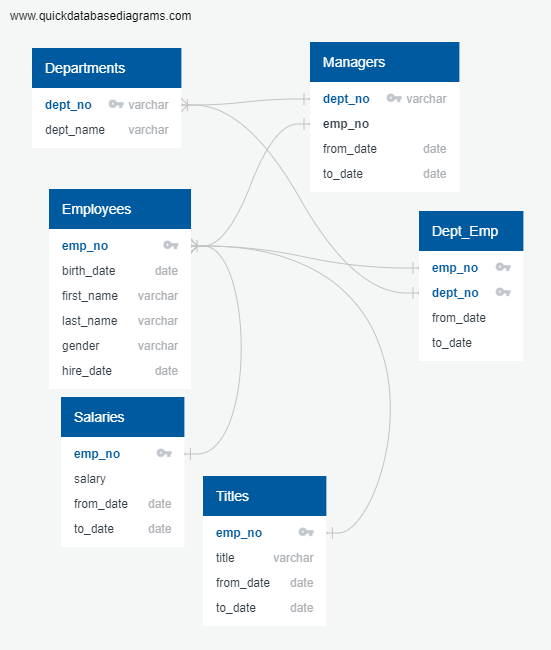 www.quickdatabasediagrams.com
Departments
dept_no varchar
dept_name varchar
Managers
dept_no varchar
emp_no
from_date date
to_date date
Employees
emp_no
birth_date date
first_name varchar
last_name varchar
gender varchar
hire_date date
Dept_Emp
emp_no
dept_no
from_date
to_date
Salaries
emp_no
salary
from_date date
to_date date
Titles
emp_no
title varchar
from_date date
to_date date